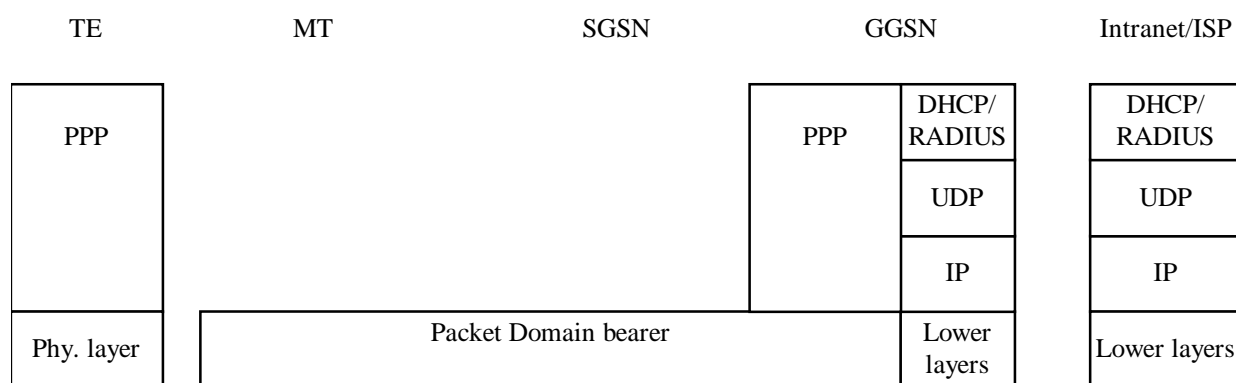 TE MT SGSN GGSN Intranet/ISP
PPP PPP DHCP/ DHCP/
RADIUS RADIUS
UDP UDP
IP IP
Phy. layer Packet Domain bearer Lower Lower layers
layers